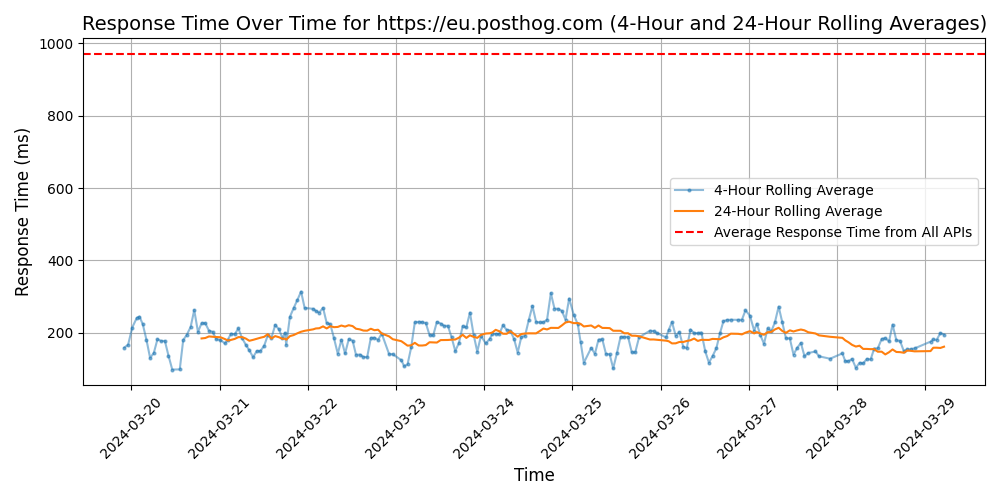 Response Time Over Time for https://eu.posthog.com (4-Hour and 24-Hour Rolling Averages)
Response Time (ms)
1000
800
600
400
200
4-Hour Rolling Average
24-Hour Rolling Average
Average Response Time from All APIs
2024-03-20
2024-03-21
2024-03-22
2024-03-23
2024-03-24
2024-03-25
2024-03-26
2024-03-27
2024-03-28
2024-03-29
Time